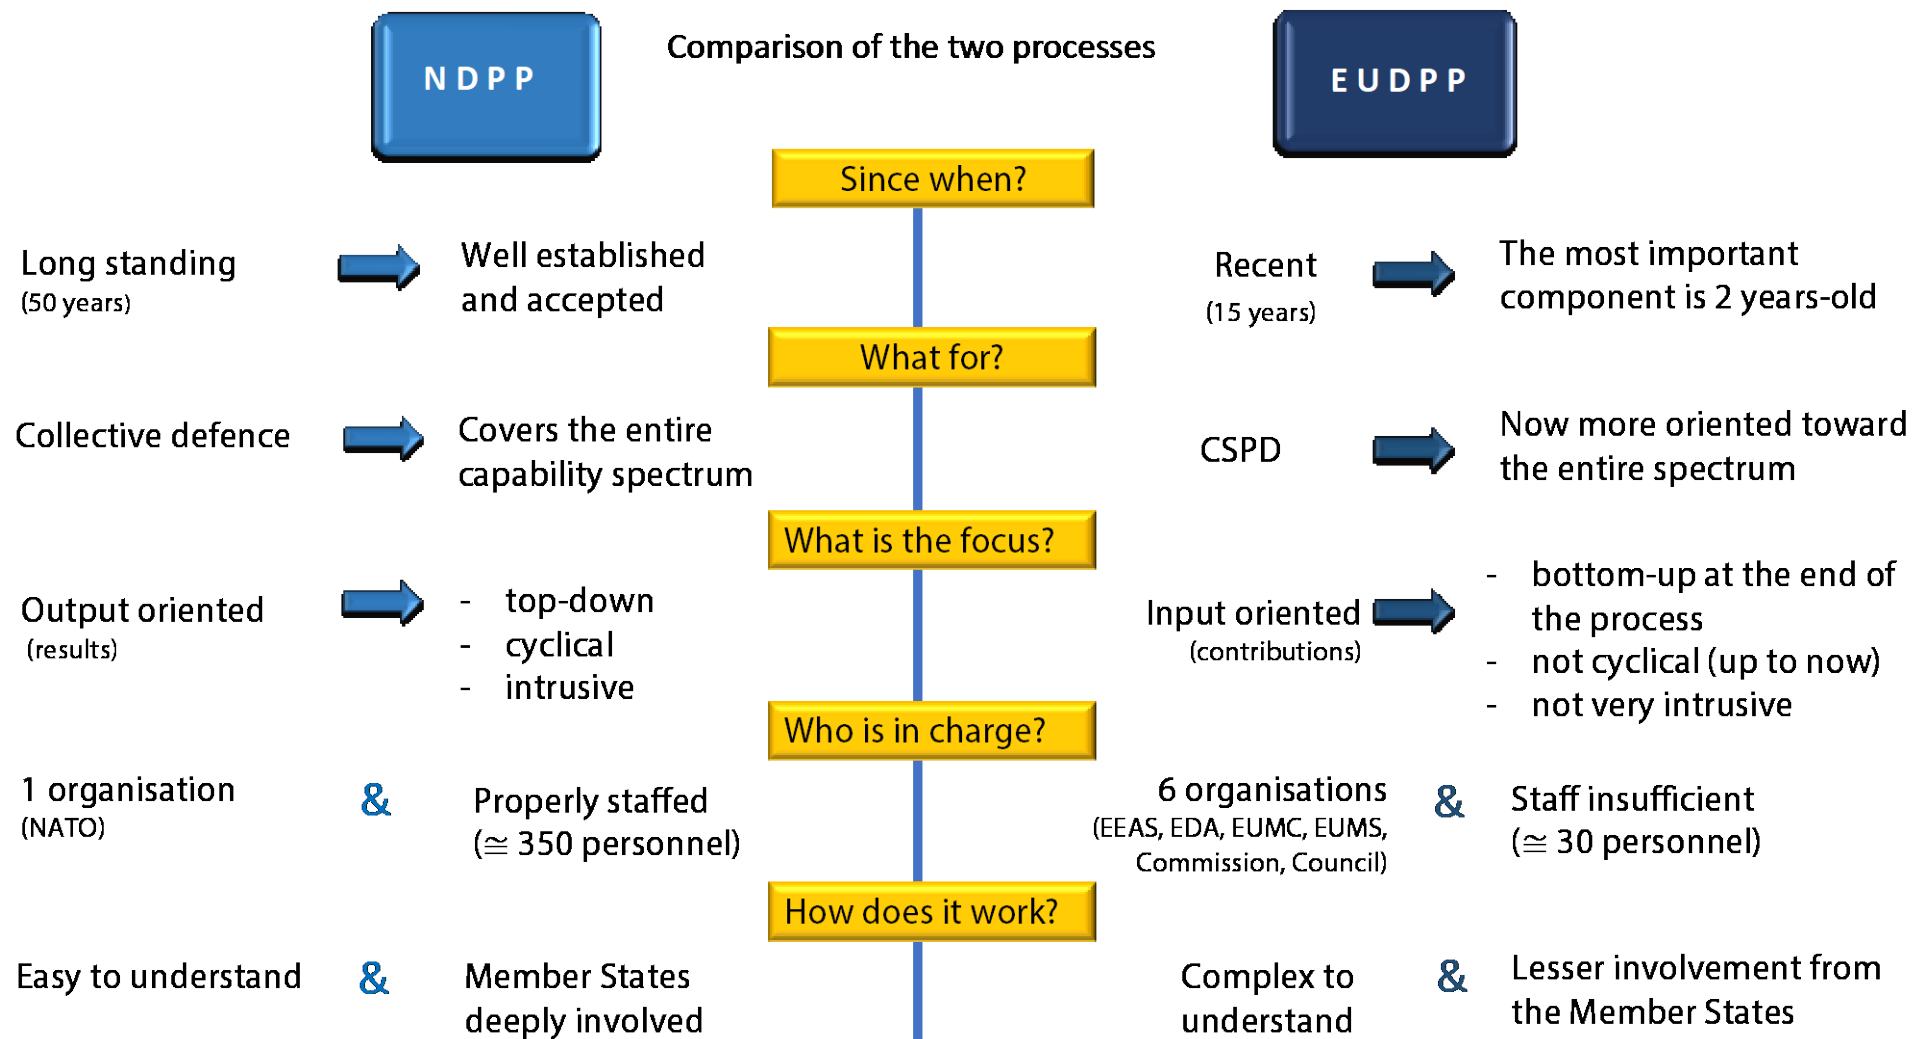 Comparison of the two processes
N D P P
E U D P P
Since when?
Long standing
(50 years)
Well established
and accepted
Recent
(15 years)
The most important
component is 2 years-old
What for?
Collective defence
Covers the entire
capability spectrum
CSPD
Now more oriented toward
the entire spectrum
What is the focus?
Output oriented
(results)
- top-down
- cyclical
- intrusive
Input oriented
(contributions)
- bottom-up at the end of
the process
- not cyclical (up to now)
- not very intrusive
Who is in charge?
1 organisation
(NATO)
&
Properly staffed
(≅ 350 personnel)
6 organisations
(EEAS, EDA, EUMC, EUMS,
Commission, Council)
&
Staff insufficient
(≅ 30 personnel)
How does it work?
Easy to understand
&
Member States
deeply involved
Complex to
understand
&
Lesser involvement from
the Member States